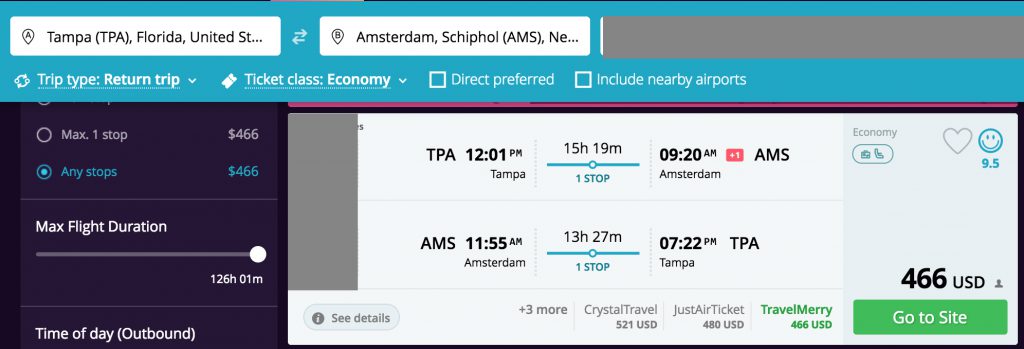 A Tampa (TPA), Florida, United St...
B Amsterdam, Schiphol (AMS), Ne...
Trip type: Return trip
Ticket class: Economy
Direct preferred
Include nearby airports
Max. 1 stop $466
Any stops $466
Max Flight Duration
126h 01m
Time of day (Outbound)
es
TPA 12:01 PM
Tampa
15h 19m
1 STOP
09:20 AM +1 AMS
Amsterdam
AMS 11:55 AM
Amsterdam
13h 27m
1 STOP
07:22 PM TPA
Tampa
See details
+3 more
CrystalTravel
521 USD
JustAirTicket
480 USD
TravelMerry
466 USD
Economy
9.5
466 USD
Go to Site